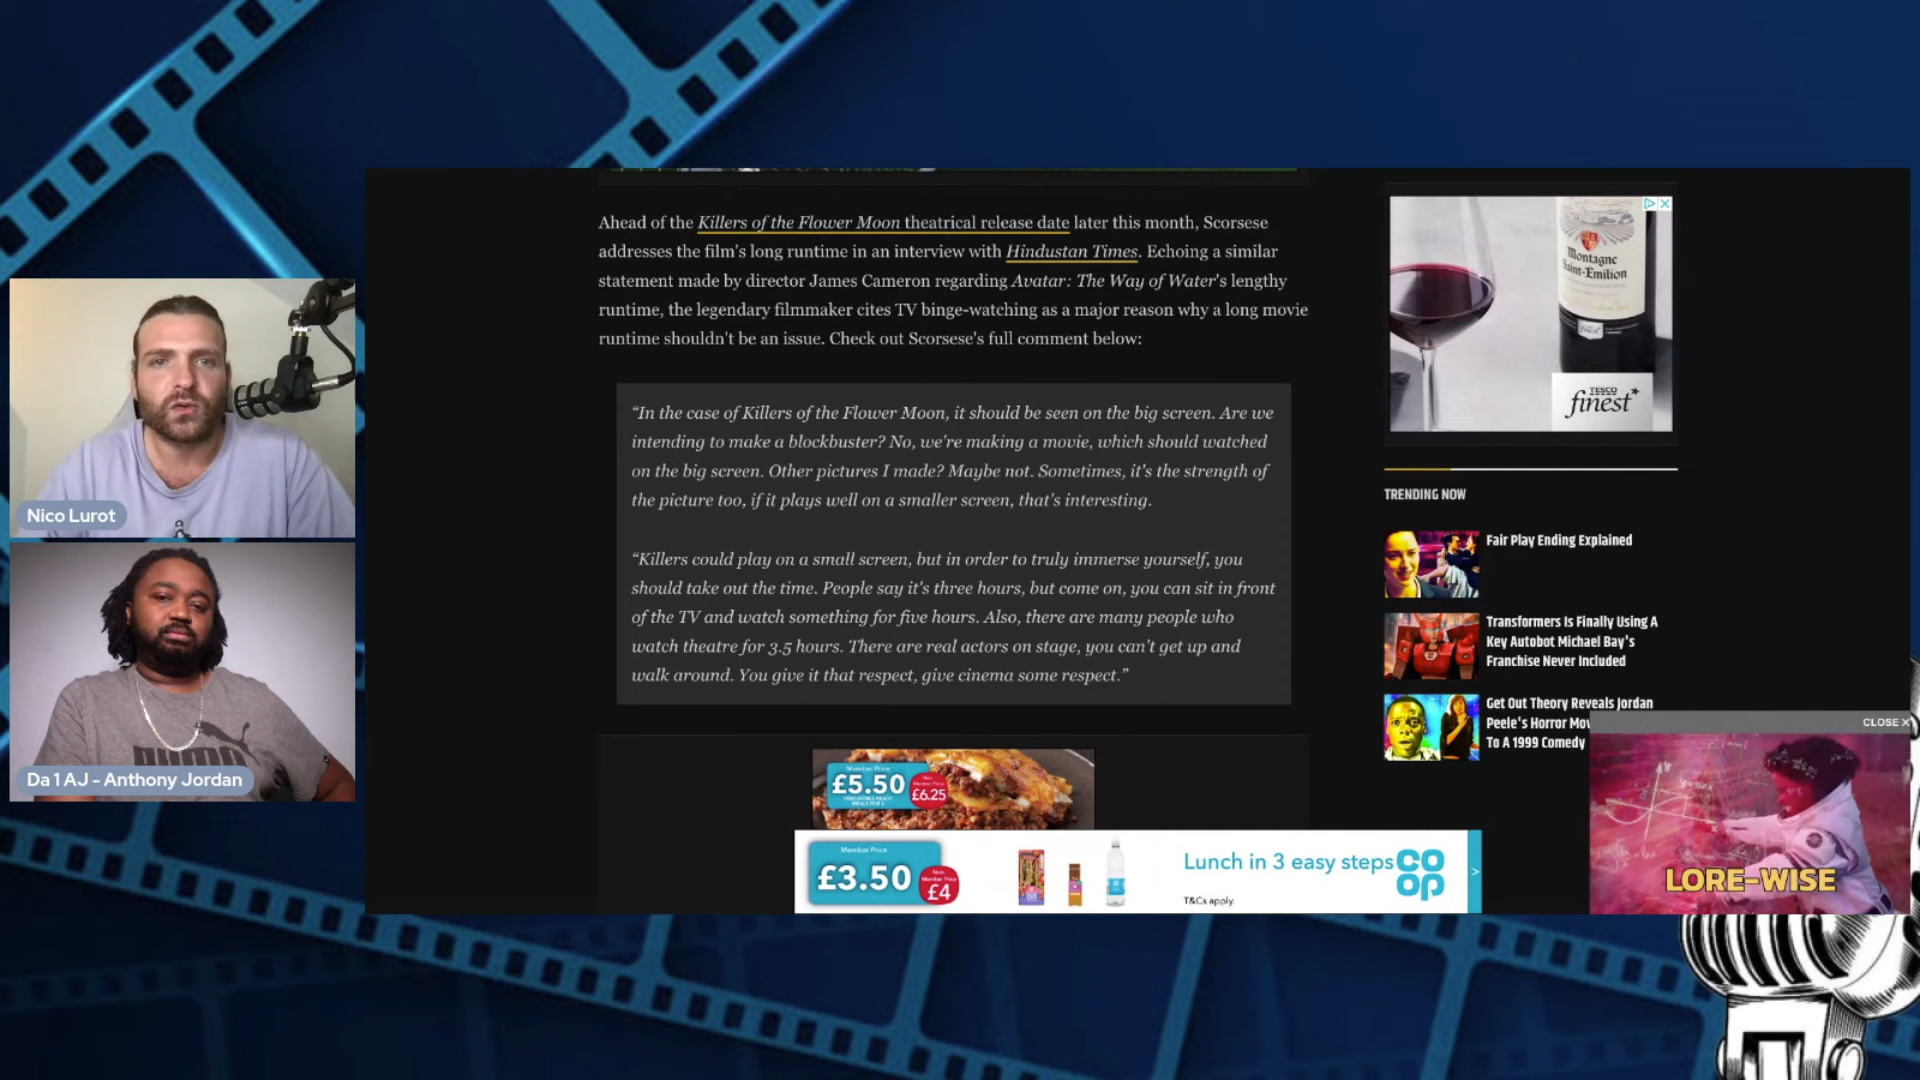 Ahead of the Killers of the Flower Moon theatrical release date later this month, Scorsese
addresses the film's long runtime in an interview with Hindustan Times. Echoing a similar
statement made by director James Cameron regarding Avatar: The Way of Water's lengthy
runtime, the legendary filmmaker cites TV binge-watching as a major reason why a long movie
runtime shouldn't be an issue. Check out Scorsese's full comment below:
“In the case of Killers of the Flower Moon, it should be seen on the big screen. Are we
intending to make a blockbuster? No, we're making a movie, which should watched
on the big screen. Other pictures I made? Maybe not. Sometimes, it's the strength of
the picture too, if it plays well on a smaller screen, that's interesting.
“Killers could play on a small screen, but in order to truly immerse yourself, you
should take out the time. People say it's three hours, but come on, you can sit in front
of the TV and watch something for five hours. Also, there are many people who
watch theatre for 3.5 hours. There are real actors on stage, you can't get up and
walk around. You give it that respect, give cinema some respect.”
Montagne
Saint-Émilion
TESCO
finest*
TRENDING NOW
Fair Play Ending Explained
Transformers Is Finally Using A
Key Autobot Michael Bay's
Franchise Never Included
Get Out Theory Reveals Jordan
Peele's Horror Mov
To A 1999 Comedy
CLOSE X
LORE-WISE
Nico Lurot
PUMA
Da 1 AJ - Anthony Jordan
Member Price
£5.50
£6.25
Member Price
£3.50
Non
Member Price
£4
Lunch in 3 easy steps
CO
OP
T&Cs apply.